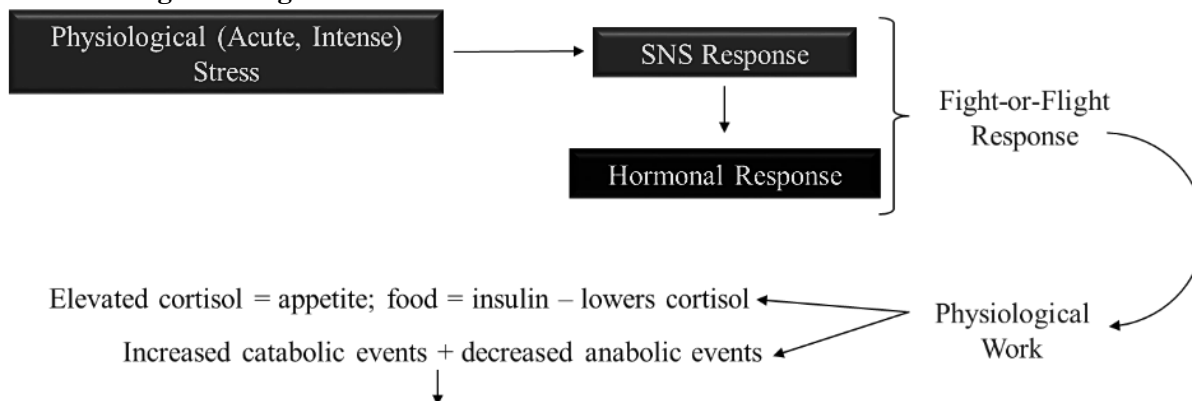 Physiological (Acute, Intense)
Stress
SNS Response
Hormonal Response
Fight-or-Flight
Response
Elevated cortisol = appetite; food = insulin – lowers cortisol
Increased catabolic events + decreased anabolic events
Physiological
Work